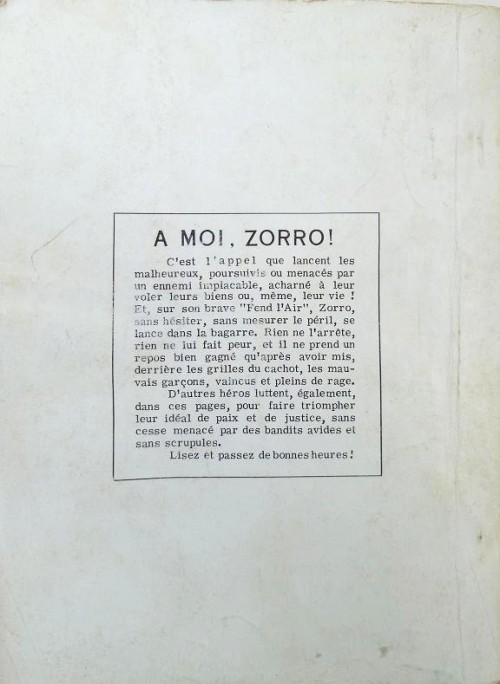 A MOI, ZORRO!
C'est l'appel que lancent les
malheureux, poursuivis ou menacés par
un ennemi implacable, acharné à leur
voler leurs biens ou, même, leur vie !
Et, sur son brave "Fend l'Air", Zorro,
sans hésiter, sans mesurer le péril, se
lance dans la bagarre. Rien ne l'arrête,
rien ne lui fait peur, et il ne prend un
repos bien gagné qu'après avoir mis,
derrière les grilles du cachot, les mau-
vais garçons, vaincus et pleins de rage.
D'autres héros luttent, également,
dans ces pages, pour faire triompher
leur idéal de paix et de justice, sans
cesse menacé par des bandits avides et
sans scrupules.
Lisez et passez de bonnes heures !